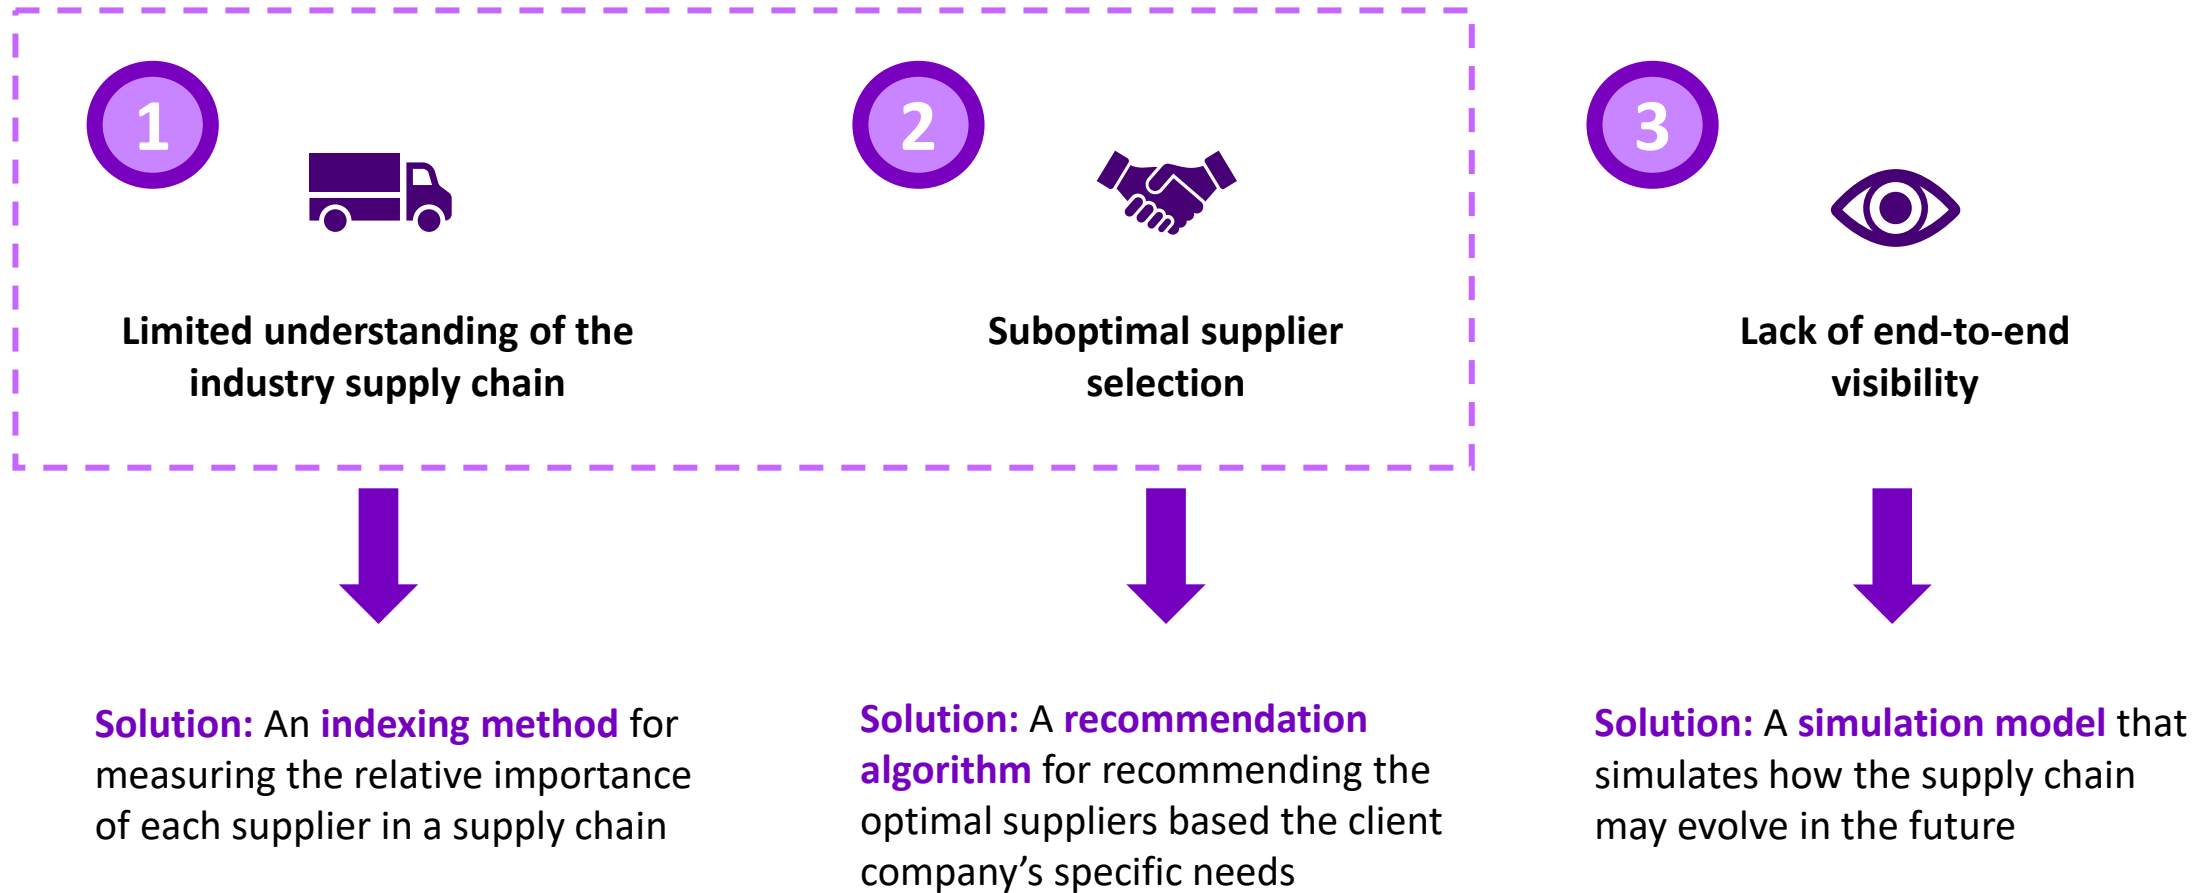 1
Limited understanding of the
industry supply chain
Solution: An indexing method for
measuring the relative importance
of each supplier in a supply chain
2
Suboptimal supplier
selection
Solution: A recommendation
algorithm for recommending the
optimal suppliers based the client
company’s specific needs
3
Lack of end-to-end
visibility
Solution: A simulation model that
simulates how the supply chain
may evolve in the future